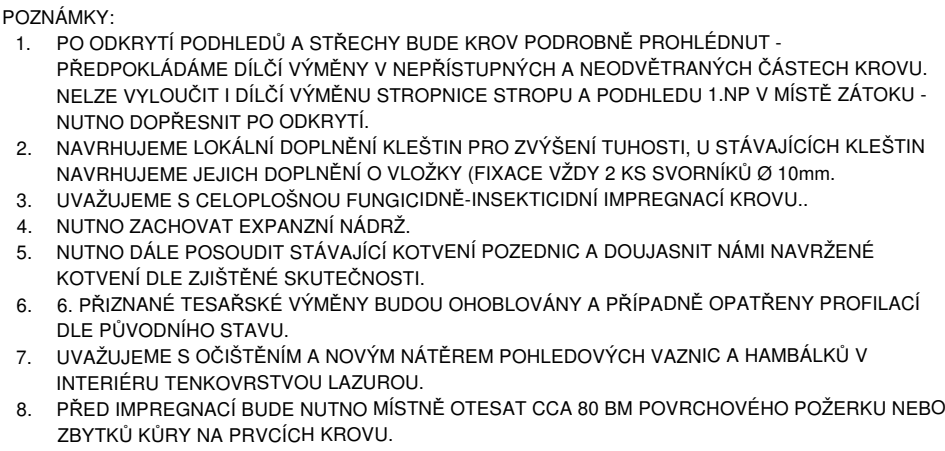 POZNÁMKY:
1. PO ODKRYTÍ PODHLEDŮ A STŘECHY BUDE KROV PODROBNĚ PROHLÉDNUT -
PŘEDPOKLÁDÁME DÍLČÍ VÝMĚNY V NEPŘÍSTUPNÝCH A NEODVĚTRANÝCH ČÁSTECH KROVU.
NELZE VYLOUČIT I DÍLČÍ VÝMĚNU STROPNICE STROPU A PODHLEDU 1.NP V MÍSTĚ ZÁTOKU -
NUTNO DOPŘESNIT PO ODKRYTÍ.
2. NAVRHUJEME LOKÁLNÍ DOPLNĚNÍ KLEŠTIN PRO ZVÝŠENÍ TUHOSTI, U STÁVAJÍCÍCH KLEŠTIN
NAVRHUJEME JEJICH DOPLNĚNÍ O VLOŽKY (FIXACE VŽDY 2 KS SVORNÍKŮ Ø 10mm.
3. UVAŽUJEME S CELOPLOŠNOU FUNGICIDNĚ-INSEKTICIDNÍ IMPREGNACÍ KROVU..
4. NUTNO ZACHOVAT EXPANZNÍ NÁDRŽ.
5. NUTNO DÁLE POSOUDIT STÁVAJÍCÍ KOTVENÍ POZEDNIC A DOUJASNIT NÁMI NAVRŽENÉ
KOTVENÍ DLE ZJIŠTĚNÉ SKUTEČNOSTI.
6. 6. PŘIZNANÉ TESAŘSKÉ VÝMĚNY BUDOU OHOBLOVÁNY A PŘÍPADNĚ OPATŘENY PROFILACÍ
DLE PŮVODNÍHO STAVU.
7. UVAŽUJEME S OČIŠTĚNÍM A NOVÝM NÁTĚREM POHLEDOVÝCH VAZNIC A HAMBÁLKŮ V
INTERIÉRU TENKOVRSTVOU LAZUROU.
8. PŘED IMPREGNACÍ BUDE NUTNO MÍSTNĚ OTESAT CCA 80 BM POVRCHOVÉHO POŽERKU NEBO
ZBYTKŮ KŮRY NA PRVCÍCH KROVU.